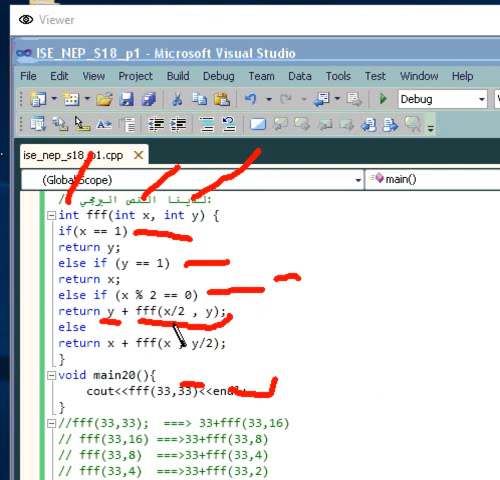 Viewer
ISE_NEP_S18_p1 - Microsoft Visual Studio
File Edit View Project Build Debug Team Data Tools Test Window Help
Debug
ise_nep_s18_p1.cpp
(Global Scope) main()
// لدينا النص البرمجي:
int fff(int x, int y) {
if(x == 1)
return y;
else if (y == 1)
return x;
else if (x % 2 == 0)
return y + fff(x/2 , y);
else
return x + fff(x , y/2);
}
void main20(){
cout<<fff(33,33)<<endl;
}
//fff(33,33); ===> 33+fff(33,16)
// fff(33,16) ===>33+fff(33,8)
// fff(33,8) ===>33+fff(33,4)
// fff(33,4) ===>33+fff(33,2)